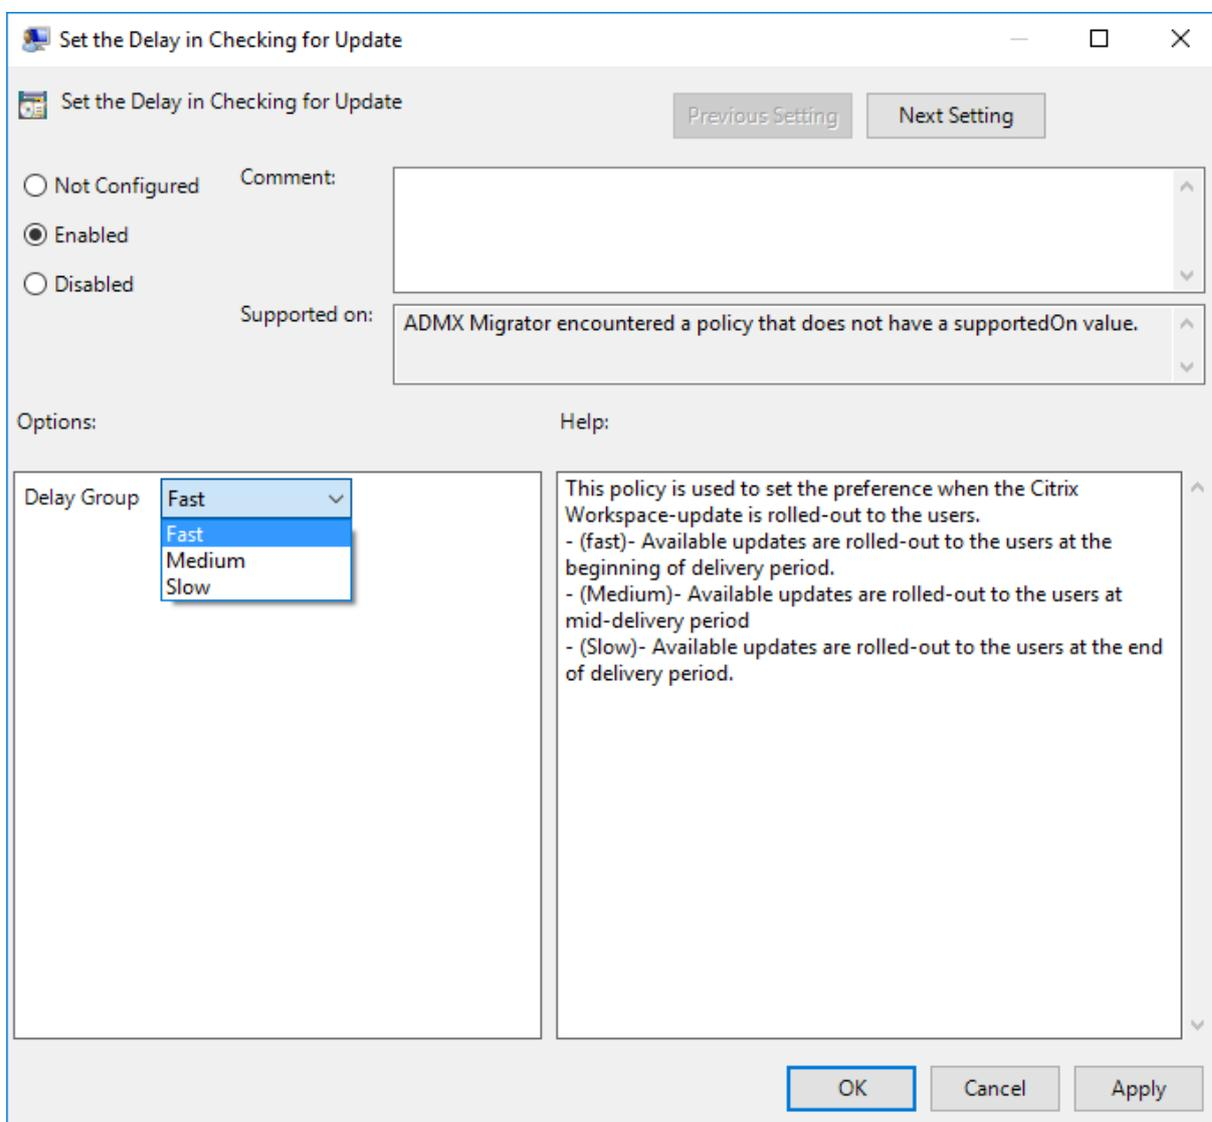 Set the Delay in Checking for Update
Set the Delay in Checking for Update
Previous Setting
Next Setting
Not Configured
Enabled
Disabled
Comment:
Supported on:
ADMX Migrator encountered a policy that does not have a supportedOn value.
Options:
Help:
Delay Group
Fast
Fast
Medium
Slow
This policy is used to set the preference when the Citrix
Workspace-update is rolled-out to the users.
- (fast)- Available updates are rolled-out to the users at the
beginning of delivery period.
- (Medium)- Available updates are rolled-out to the users at
mid-delivery period
- (Slow)- Available updates are rolled-out to the users at the end
of delivery period.
OK
Cancel
Apply